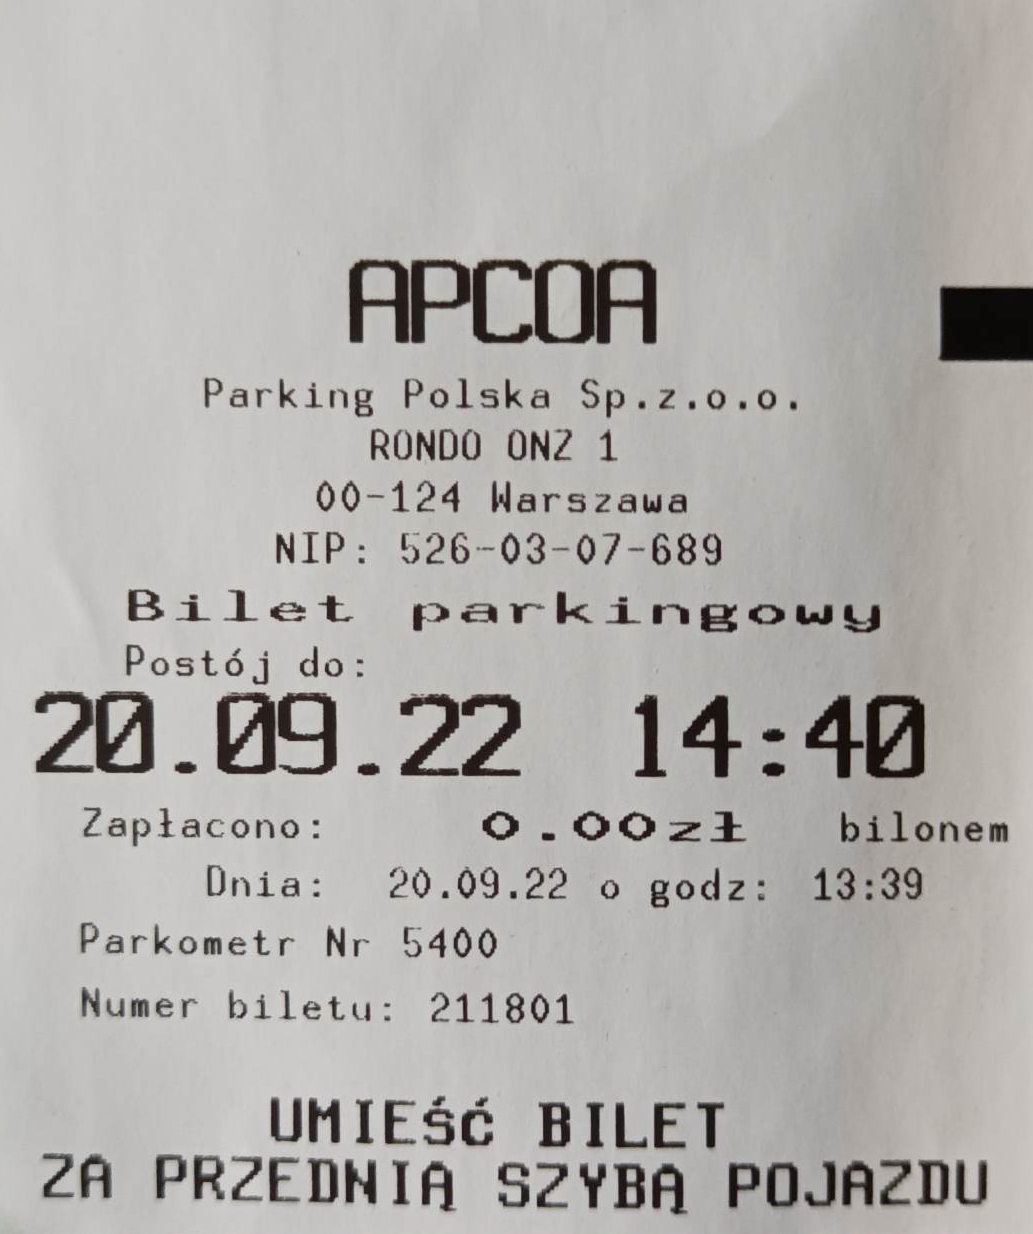 APCOA
Parking Polska Sp.z.o.o.
RONDO ONZ 1
00-124 Warszawa
NIP: 526-03-07-689
Bilet parkingowy
Postój do:
20.09.22 14:40
Zapłacono: 0.00zł bilonem
Dnia: 20.09.22 o godz: 13:39
Parkometr Nr 5400
Numer biletu: 211801
UMIEŚĆ BILET
ZA PRZEDNIĄ SZYBĄ POJAZDU